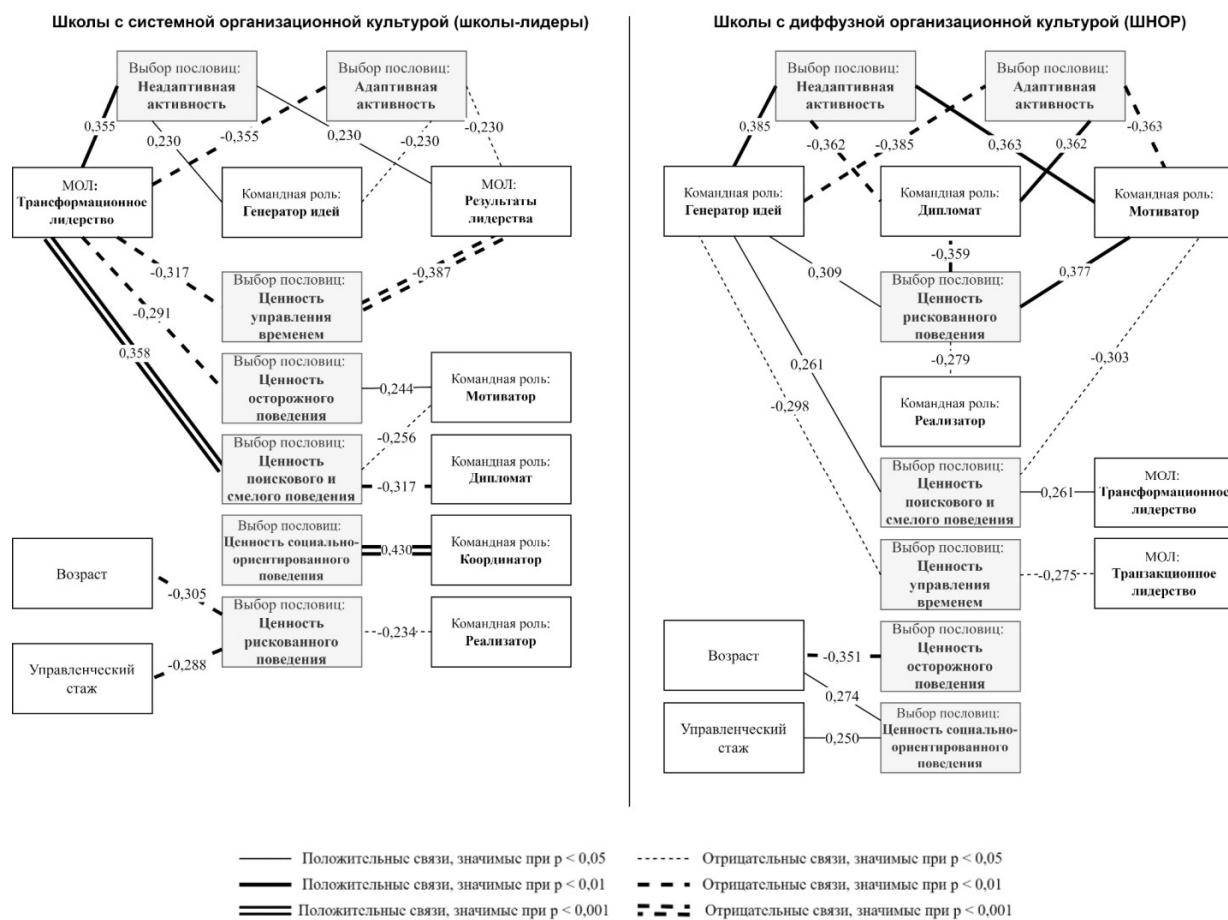 Школы с системной организационной культурой (школы-лидеры)
Выбор пословиц:
Неадаптивная
активность
Выбор пословиц:
Адаптивная
активность
0,355
0,230
-0,355
0,230
-0,230
-0,230
МОЛ:
Трансформационное
лидерство
Командная роль:
Генератор идей
МОЛ:
Результаты
лидерства
-0,317
-0,387
-0,291
0,358
Выбор пословиц:
Ценность
управления
временем
Выбор пословиц:
Ценность
осторожного
поведения
0,244
Командная роль:
Мотиватор
-0,256
Выбор пословиц:
Ценность
поискового и
смелого поведения
-0,317
Командная роль:
Дипломат
Выбор пословиц:
Ценность социально-
ориентированного
поведения
0,430
Командная роль:
Координатор
Возраст
-0,305
Выбор пословиц:
Ценность
рискованного
поведения
-0,234
Командная роль:
Реализатор
Управленческий
стаж
-0,288
Школы с диффузной организационной культурой (ШНОР)
Выбор пословиц:
Неадаптивная
активность
Выбор пословиц:
Адаптивная
активность
0,385
-0,362
-0,385
0,363
0,362
-0,363
Командная роль:
Генератор идей
Командная роль:
Дипломат
Командная роль:
Мотиватор
0,309
-0,359
0,377
Выбор пословиц:
Ценность
рискованного
поведения
0,261
-0,279
-0,303
-0,298
Командная роль:
Реализатор
Выбор пословиц:
Ценность
поискового и
смелого поведения
0,261
МОЛ:
Трансформационное
лидерство
Выбор пословиц:
Ценность
управления
временем
-0,275
МОЛ:
Транзакционное
лидерство
Возраст
-0,351
Выбор пословиц:
Ценность
осторожного
поведения
0,274
Управленческий
стаж
0,250
Выбор пословиц:
Ценность социально-
ориентированного
поведения
Положительные связи, значимые при p < 0,05
Положительные связи, значимые при p < 0,01
Положительные связи, значимые при p < 0,001
Отрицательные связи, значимые при p < 0,05
Отрицательные связи, значимые при p < 0,01
Отрицательные связи, значимые при p < 0,001